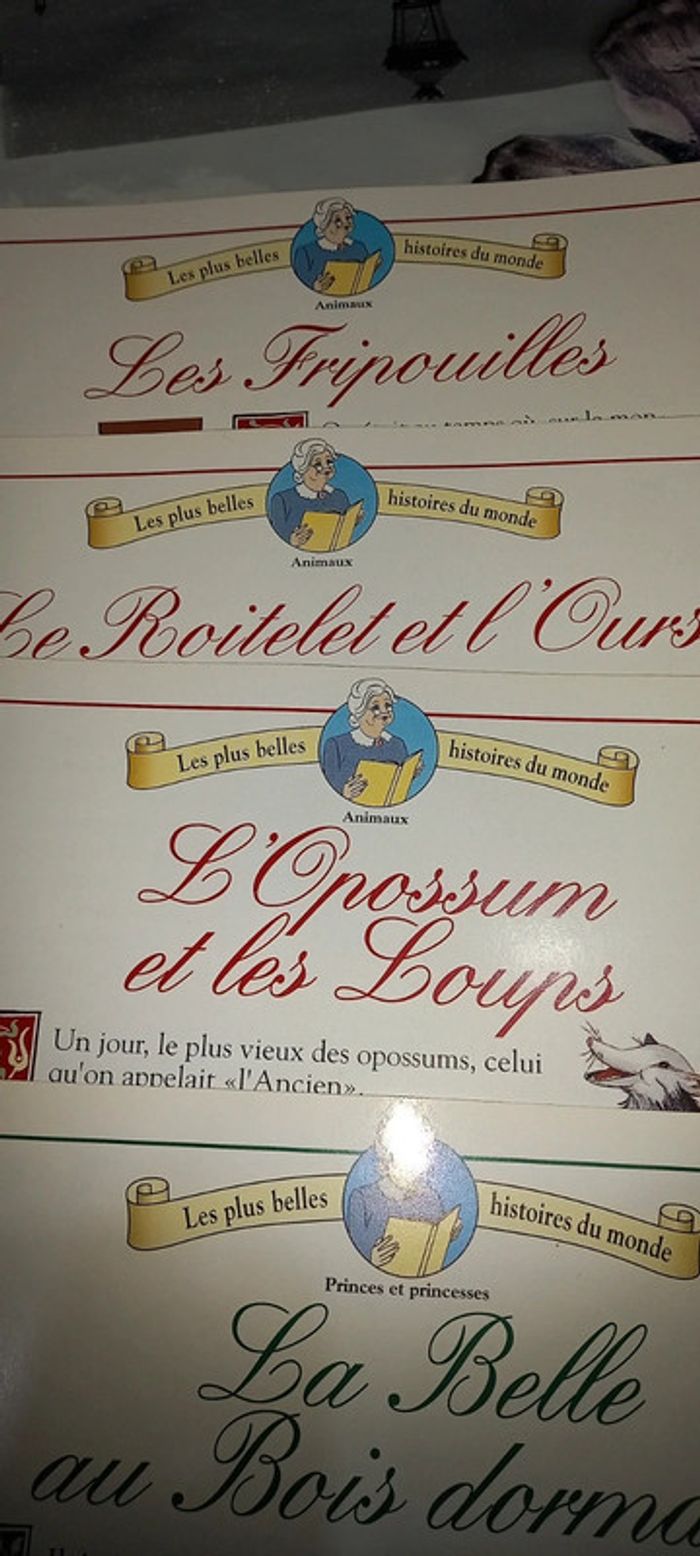 Les plus belles histoires du monde
Animaux
Les Fripouilles
Les plus belles histoires du monde
Animaux
Le Roitelet et l'Ours
Les plus belles histoires du monde
Animaux
L'Opossum
et les Loups
Un jour, le plus vieux des opossums, celui
qu'on appelait «l'Ancien».
Les plus belles histoires du monde
Princes et princesses
La Belle
au Bois dorma